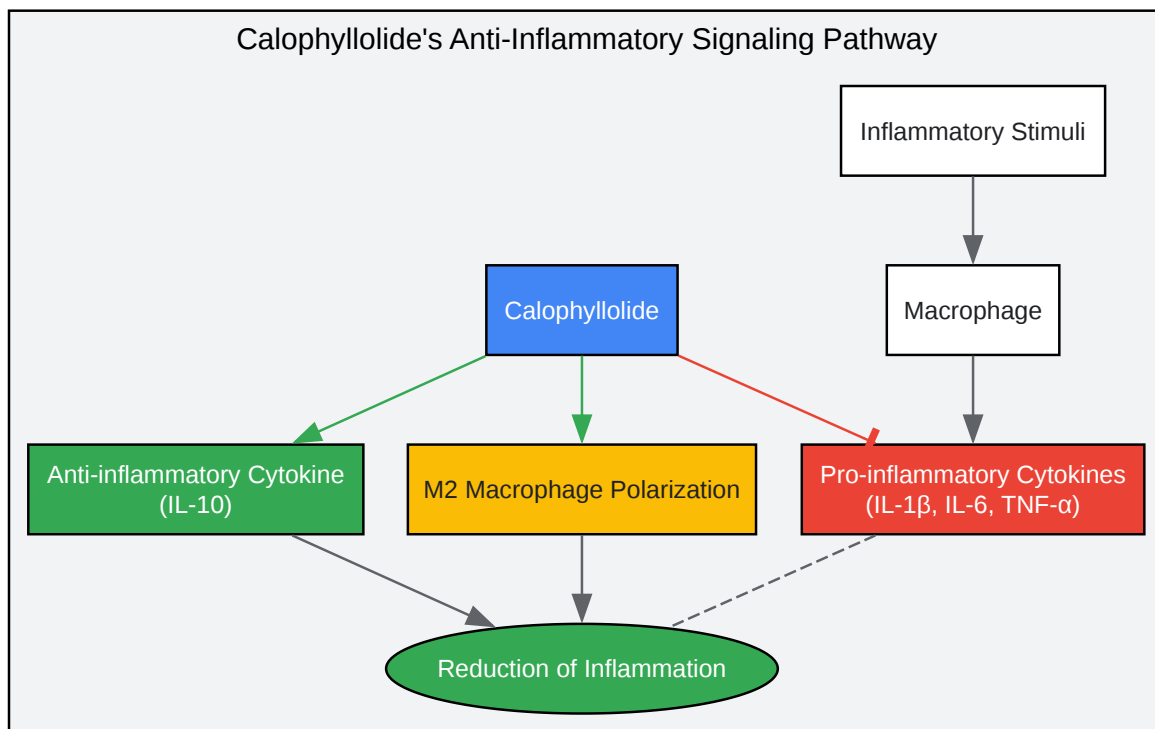 Calophyllolide's Anti-Inflammatory Signaling Pathway
Inflammatory Stimuli
Calophyllolide
Macrophage
Anti-inflammatory Cytokine
(IL-10)
M2 Macrophage Polarization
Pro-inflammatory Cytokines
(IL-1β, IL-6, TNF-α)
Reduction of Inflammation